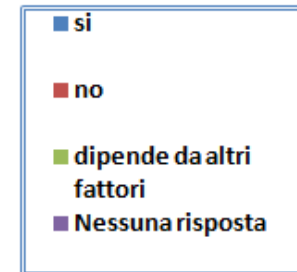 si
no
dipende da altri
fattori
Nessuna risposta